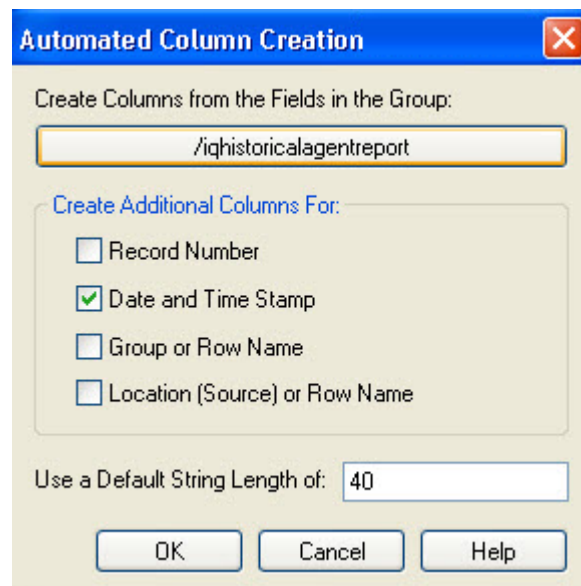 Automated Column Creation
Create Columns from the Fields in the Group:
/iqhistoricalagentreport
Create Additional Columns For:
Record Number
Date and Time Stamp
Group or Row Name
Location (Source) or Row Name
Use a Default String Length of: 40
OK Cancel Help